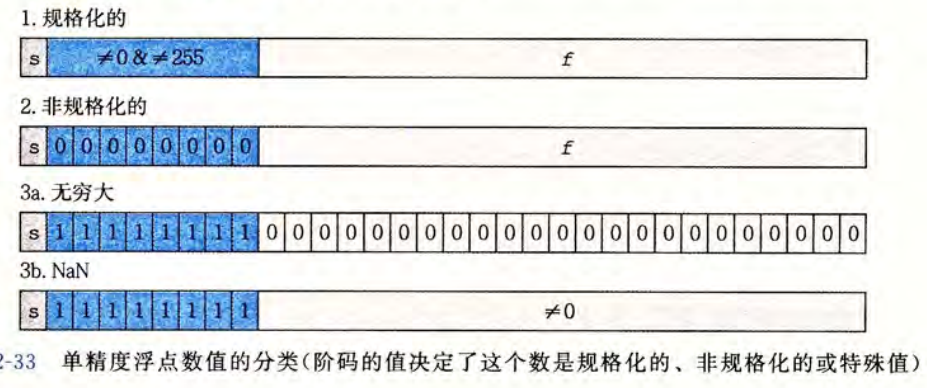 1. 规格化的
s ≠0 & ≠255 f
2. 非规格化的
s 0 0 0 0 0 0 0 0 f
3a. 无穷大
s 1 1 1 1 1 1 1 1 0 0 0 0 0 0 0 0 0 0 0 0 0 0 0 0 0 0 0 0 0 0 0
3b. NaN
s 1 1 1 1 1 1 1 1 ≠0
2-33 单精度浮点数值的分类(阶码的值决定了这个数是规格化的、非规格化的或特殊值)